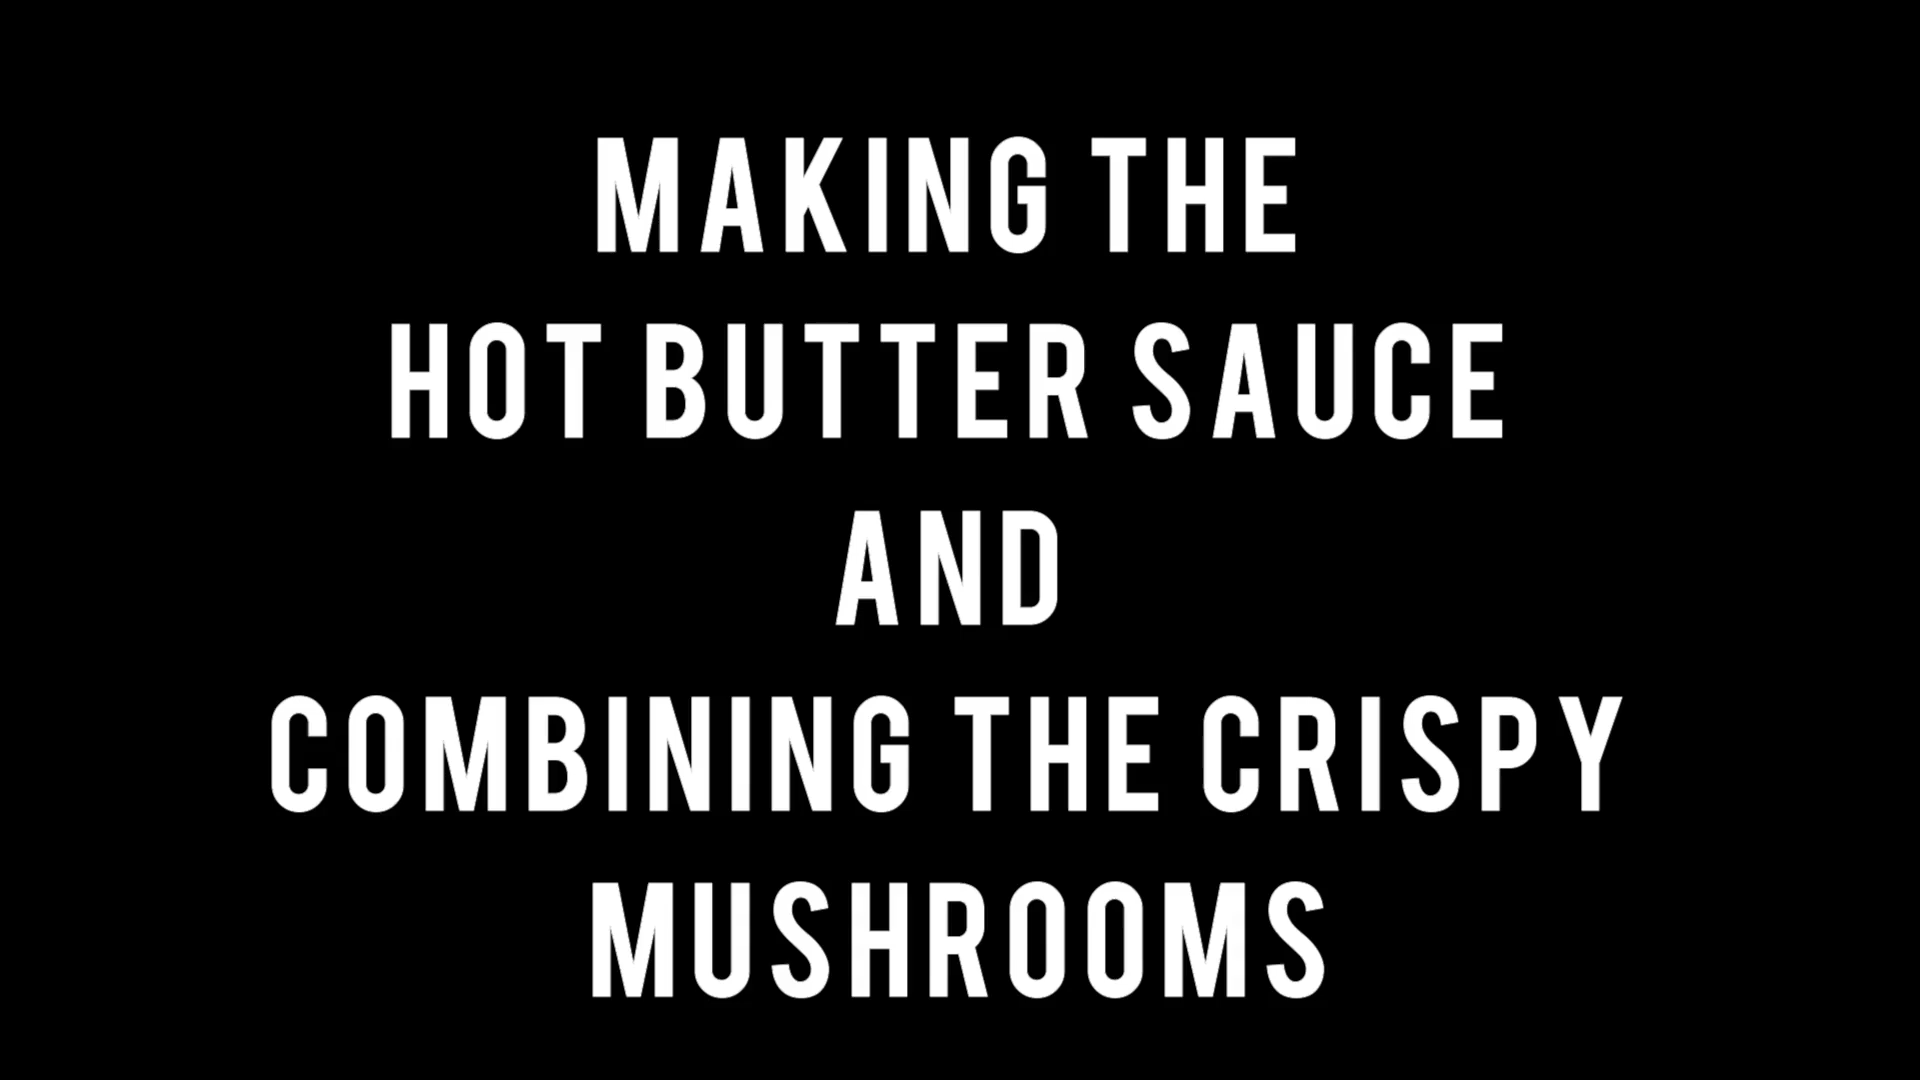 MAKING THE
HOT BUTTER SAUCE
AND
COMBINING THE CRISPY
MUSHROOMS